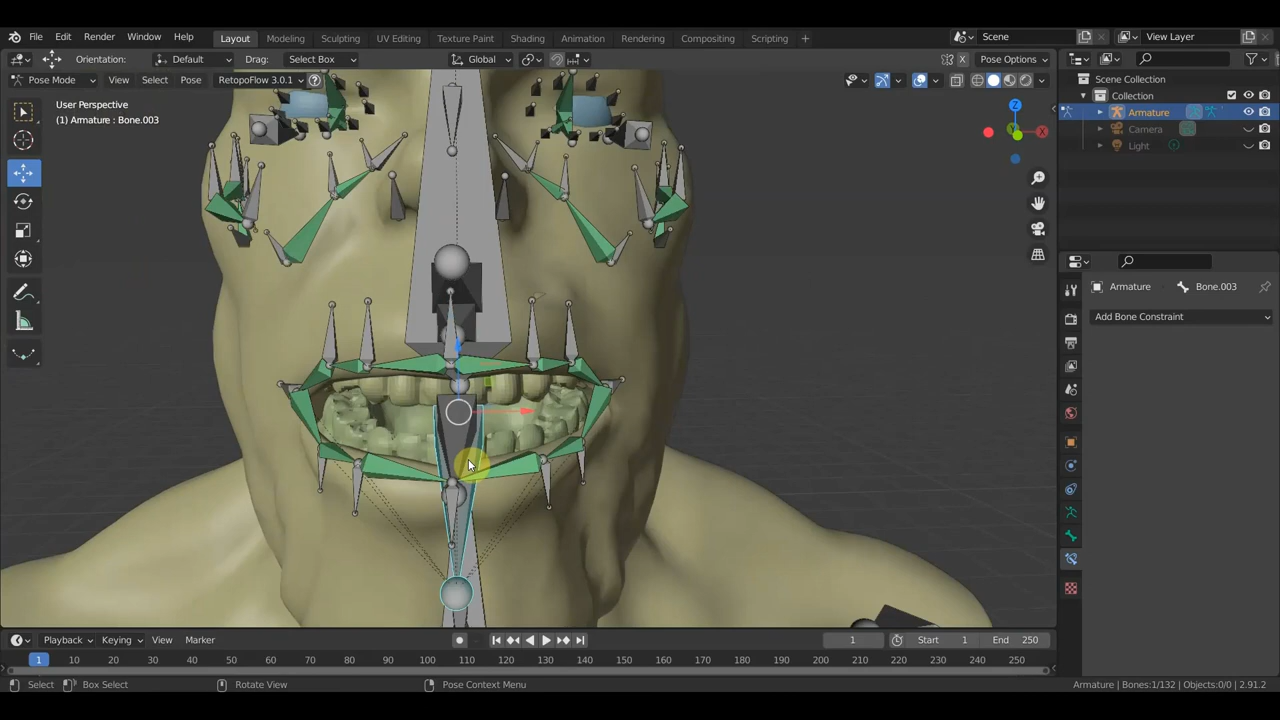 File Edit Render Window Help Layout Modeling Sculpting UV Editing Texture Paint Shading Animation Rendering Compositing Scripting + Scene View Layer
Orientation: Default Drag: Select Box Global Pose Options
Pose Mode View Select Pose RetopoFlow 3.0.1 ?
Scene Collection
Collection
Armature
Camera
Light
User Perspective
(1) Armature : Bone.003
Z
X
Armature Bone.003
Add Bone Constraint
Playback Keying View Marker 1 Start 1 End 250
1 10 20 30 40 50 60 70 80 90 100 110 120 130 140 150 160 170 180 190 200 210 220 230 240 250
Select Box Select Rotate View Pose Context Menu Armature | Bones:1/132 | Objects:0/0 | 2.91.2